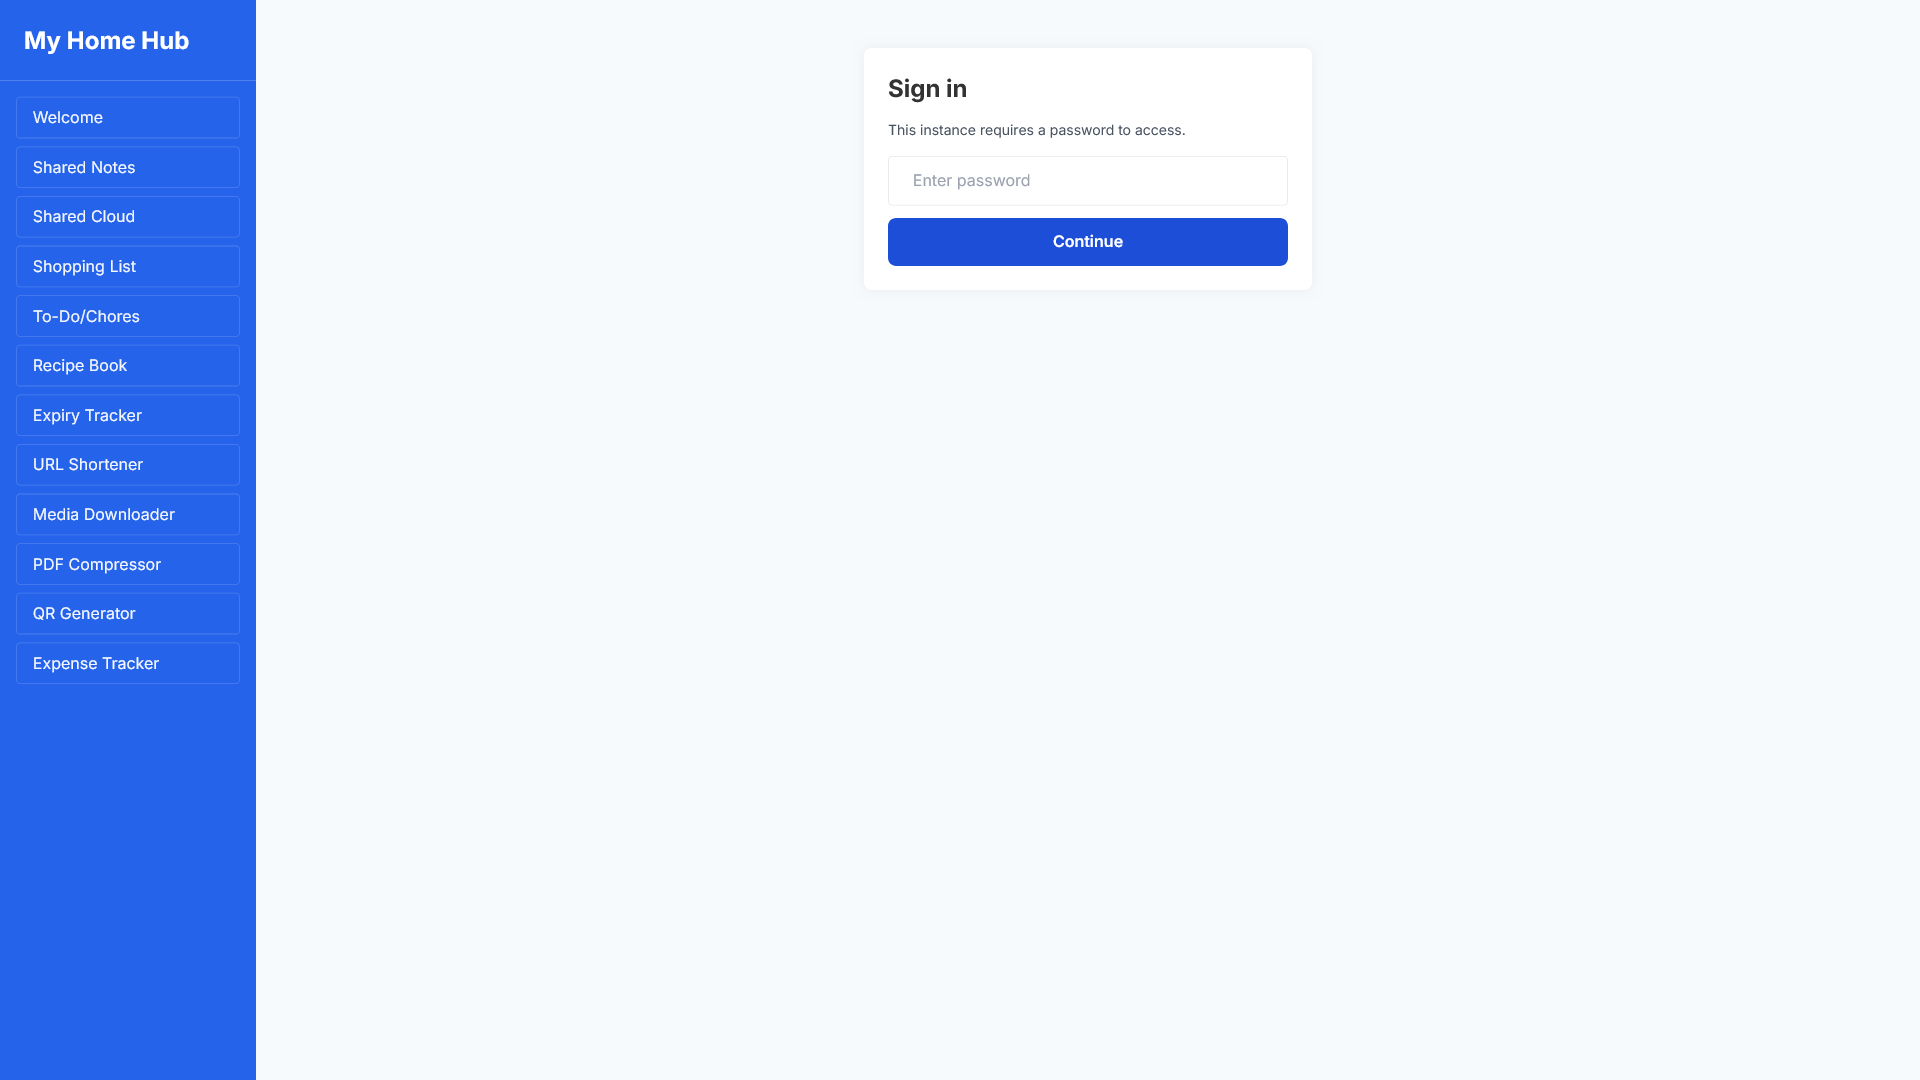 My Home Hub
Welcome
Shared Notes
Shared Cloud
Shopping List
To-Do/Chores
Recipe Book
Expiry Tracker
URL Shortener
Media Downloader
PDF Compressor
QR Generator
Expense Tracker
Sign in
This instance requires a password to access.
Enter password
Continue